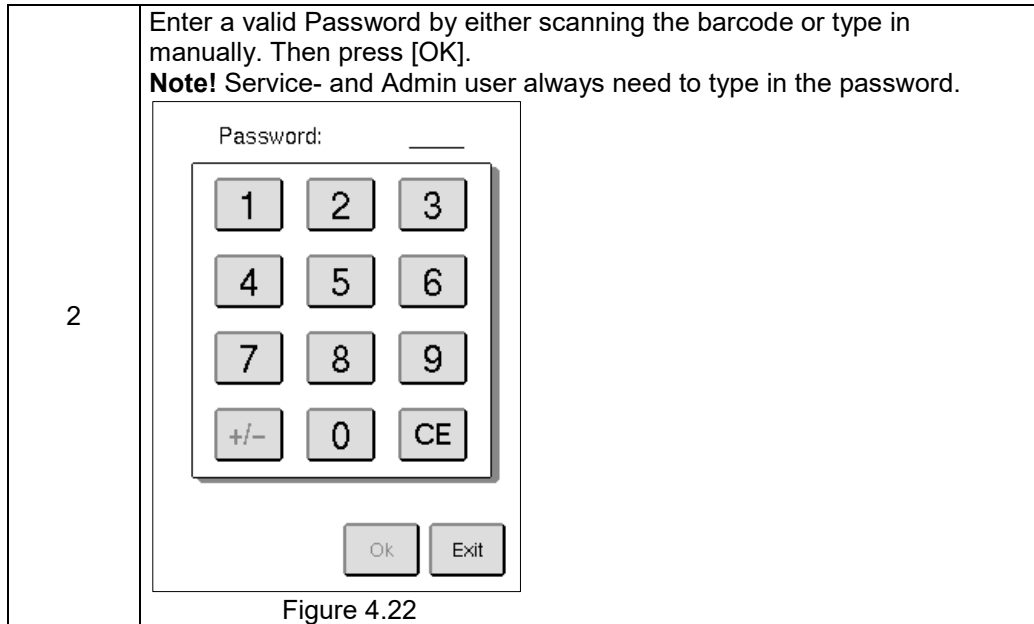 Enter a valid Password by either scanning the barcode or type in
manually. Then press [OK].
Note! Service- and Admin user always need to type in the password.
Password: ____
1 2 3
4 5 6
2
7 8 9
+/- 0 CE
Ok Exit
Figure 4.22